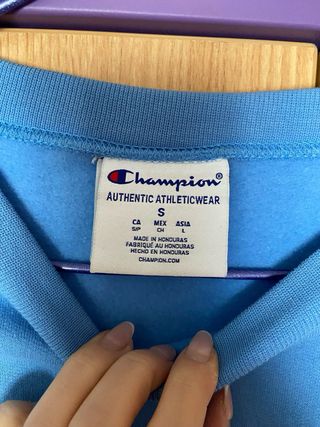 Champion®
AUTHENTIC ATHLETICWEAR
S
CA MEX ASIA
S/P CH L
MADE IN HONDURAS
FABRIQUÉ AU HONDURAS
HECHO EN HONDURAS
CHAMPION.COM